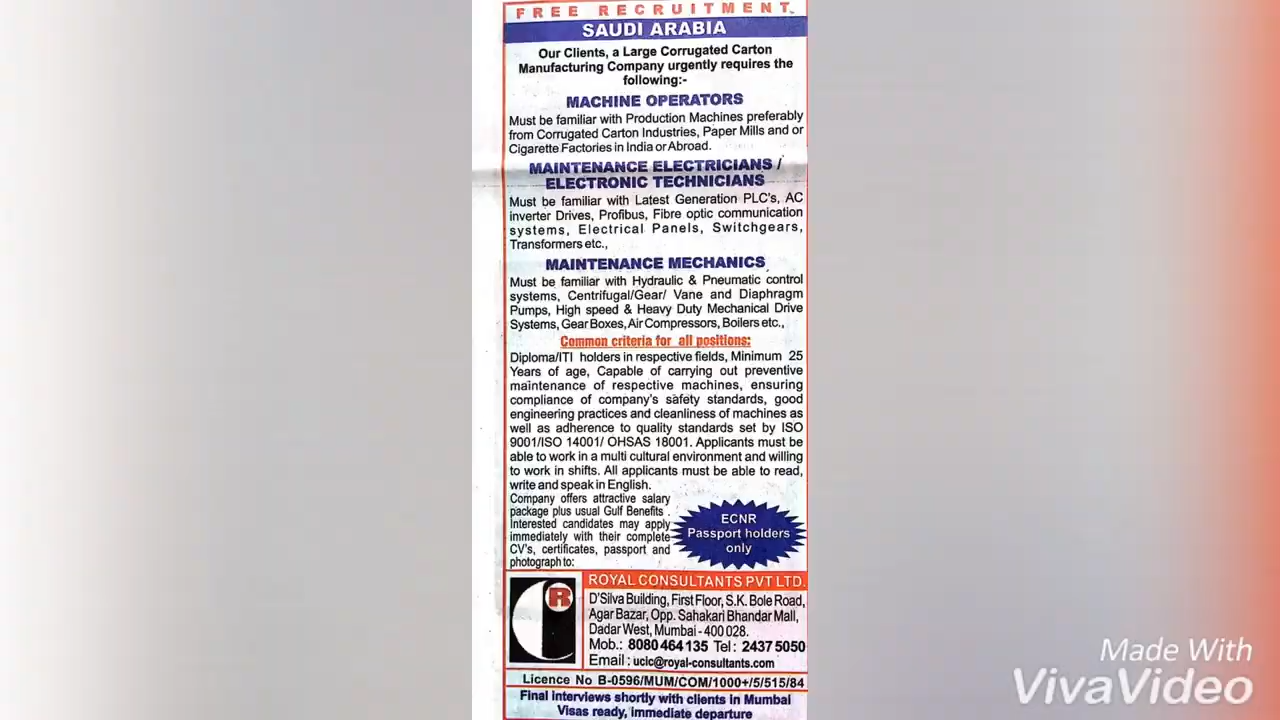 FREE RECRUITMENT
SAUDI ARABIA
Our Clients, a Large Corrugated Carton
Manufacturing Company urgently requires the
following:-
MACHINE OPERATORS
Must be familiar with Production Machines preferably
from Corrugated Carton Industries, Paper Mills and or
Cigarette Factories in India or Abroad.
MAINTENANCE ELECTRICIANS /
ELECTRONIC TECHNICIANS
Must be familiar with Latest Generation PLC's, AC
inverter Drives, Profibus, Fibre optic communication
systems, Electrical Panels, Switchgears,
Transformers etc.,
MAINTENANCE MECHANICS
Must be familiar with Hydraulic & Pneumatic control
systems, Centrifugal/Gear/ Vane and Diaphragm
Pumps, High speed & Heavy Duty Mechanical Drive
Systems, Gear Boxes, Air Compressors, Boilers etc.,
Common criteria for all positions:
Diploma/ITI holders in respective fields, Minimum 25
Years of age, Capable of carrying out preventive
maintenance of respective machines, ensuring
compliance of company's safety standards, good
engineering practices and cleanliness of machines as
well as adherence to quality standards set by ISO
9001/ISO 14001/ OHSAS 18001. Applicants must be
able to work in a multi cultural environment and willing
to work in shifts. All applicants must be able to read,
write and speak in English.
Company offers attractive salary
package plus usual Gulf Benefits .
Interested candidates may apply
immediately with their complete
CV's, certificates, passport and
photograph to:
ECNR
Passport holders
only
R
ROYAL CONSULTANTS PVT LTD.
D'Silva Building, First Floor, S.K. Bole Road,
Agar Bazar, Opp. Sahakari Bhandar Mall,
Dadar West, Mumbai - 400 028.
Mob.: 8080 464 135 Tel : 2437 5050
Email : ucic@royal-consultants.com
Licence No B-0596/MUM/COM/1000+/5/515/84
Final interviews shortly with clients in Mumbai
Visas ready, immediate departure
Made With
VivaVideo